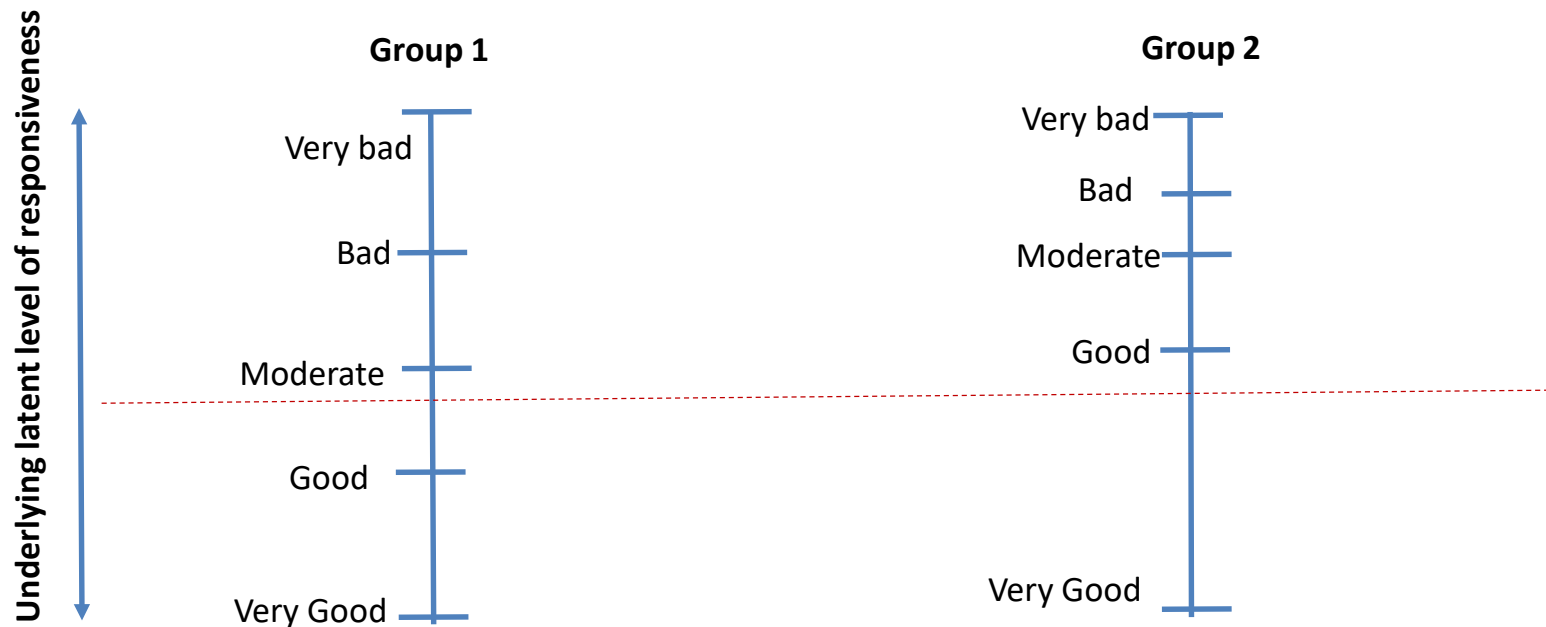 Underlying latent level of responsiveness
Group 1
Very bad
Bad
Moderate
Good
Very Good
Group 2
Very bad
Bad
Moderate
Good
Very Good